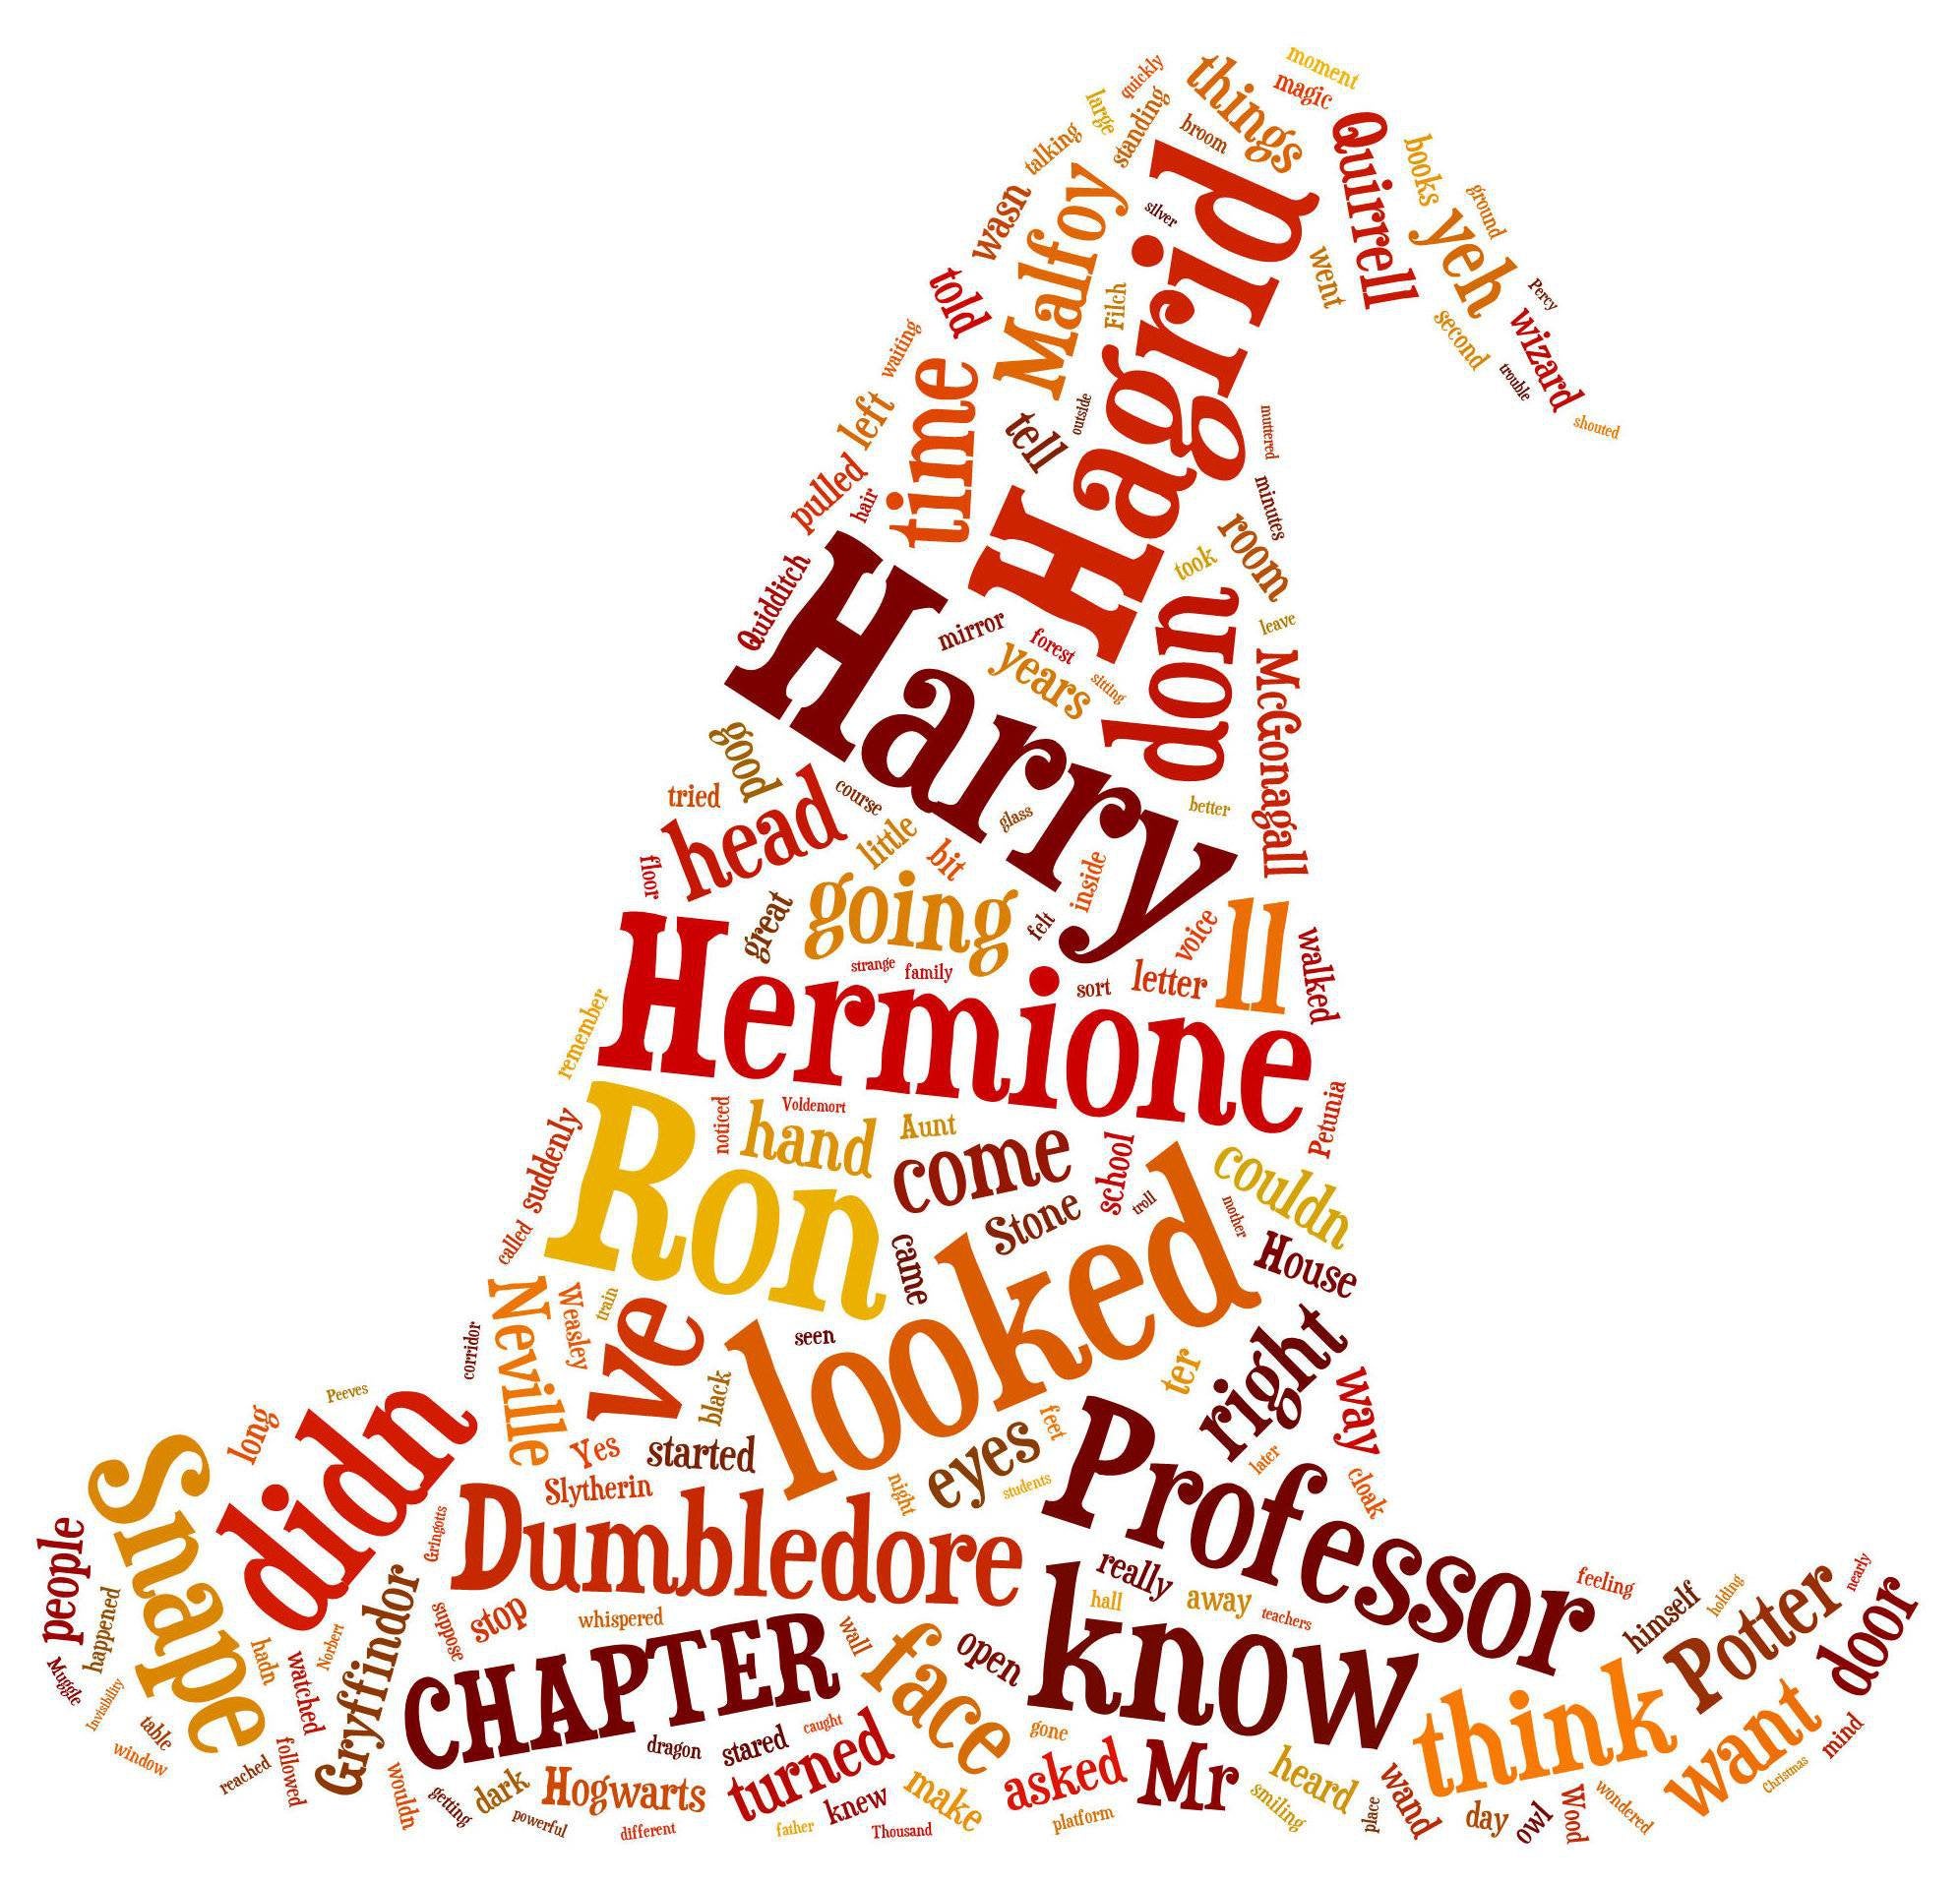 moment
quickly
things
magic
large
standing
broom
Quirrell
talking
books
Malfoy
Hagrid
silver
ground
wasn
yeh
told
Filch
went
Percy
second
wizard
waiting
time
trouble
left
tell
outside
muttered
shouted
pulled
hair
minutes
Quidditch
Harry
room
took
mirror
forest
don
leave
years
sitting
McGonagall
good
tried
head
course
glass
better
little
bit
floor
inside
great
going
felt
voice
ll
strange
family
walked
Hermione
sort
letter
remember
Ron
noticed
Voldemort
hand
Aunt
come
school
Petunia
suddenly
couldn
Stone
troll
mother
called
came
looked
House
Neville
Weasley
train
ve
seen
corridor
black
right
ter
way
Peeves
didn
long
Yes
started
eyes
feet
Professor
later
Snape
Slytherin
night
students
cloak
people
Gringotts
Dumbledore
know
really
feeling
happened
Gryffindor
suppose
stop
whispered
hall
away
teachers
himself
holding
Potter
nearly
door
Muggle
hadn
watched
Norbert
CHAPTER
wall
face
open
think
want
Invisibility
table
window
reached
followed
dragon
stared
caught
turned
gone
asked
Mr
heard
mind
wouldn
getting
dark
Hogwarts
knew
make
platform
smiling
place
wand
day
owl
Wood
wondered
Christmas
powerful
different
father
Thousand